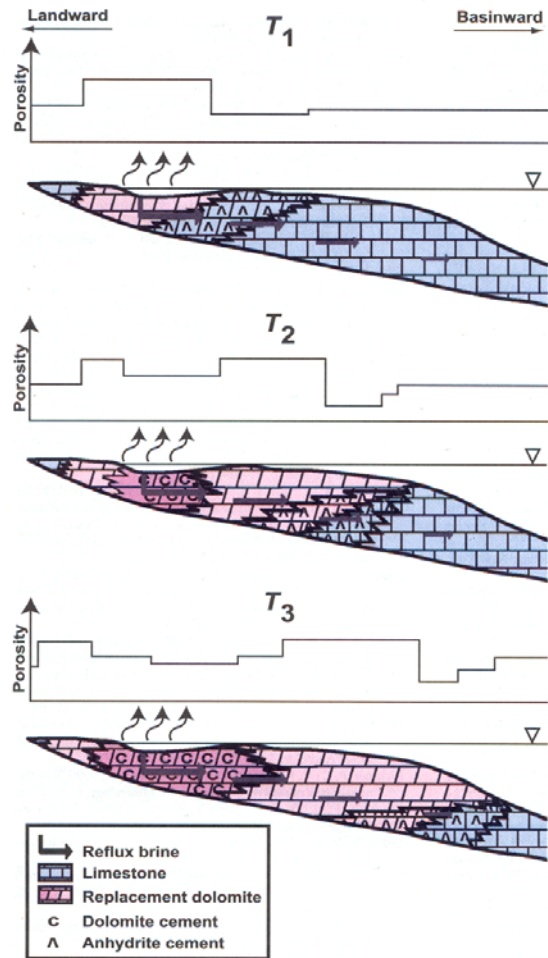 Landward
T1
Basinward
Porosity
T2
Porosity
C C C
C C
T3
Porosity
C C C C C C
C C C C
C C
Reflux brine
Limestone
Replacement dolomite
C Dolomite cement
^ Anhydrite cement